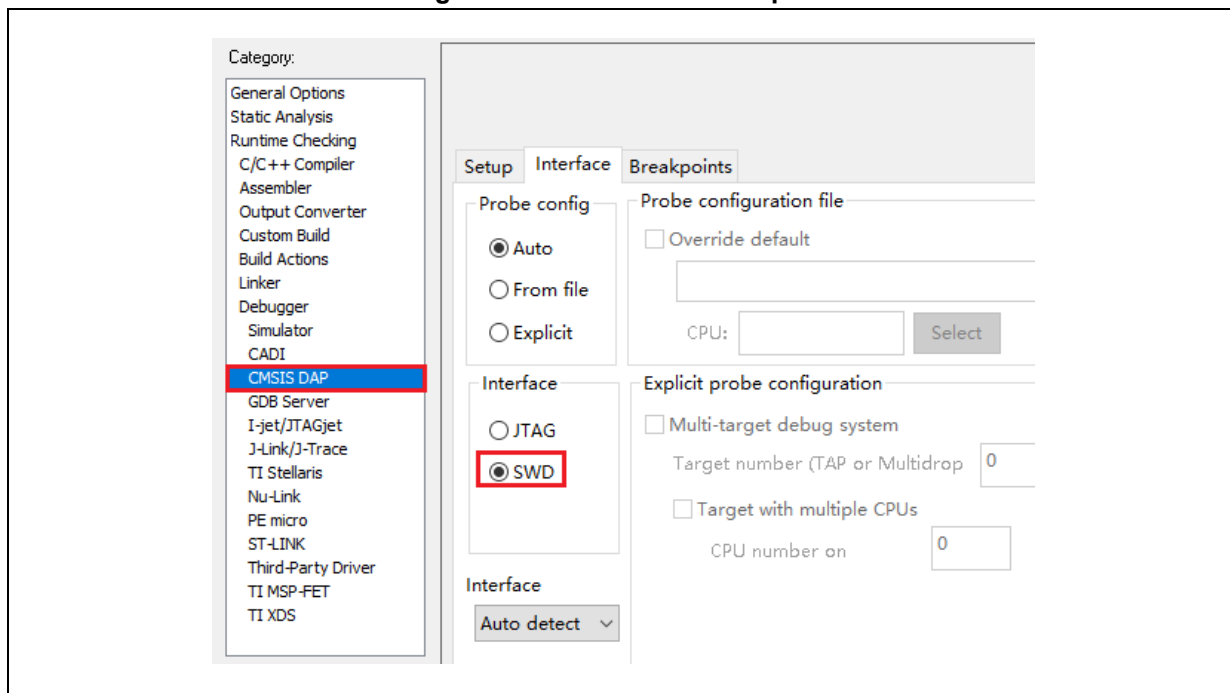 Category:
General Options
Static Analysis
Runtime Checking
C/C++ Compiler
Assembler
Output Converter
Custom Build
Build Actions
Linker
Debugger
Simulator
CADI
CMSIS DAP
GDB Server
I-jet/JTAGjet
J-Link/J-Trace
TI Stellaris
Nu-Link
PE micro
ST-LINK
Third-Party Driver
TI MSP-FET
TI XDS
Setup Interface Breakpoints
Probe config
Auto
From file
Explicit
Probe configuration file
Override default
CPU:
Select
Interface
JTAG
SWD
Explicit probe configuration
Multi-target debug system
Target number (TAP or Multidrop 0
Target with multiple CPUs
CPU number on 0
Interface
Auto detect